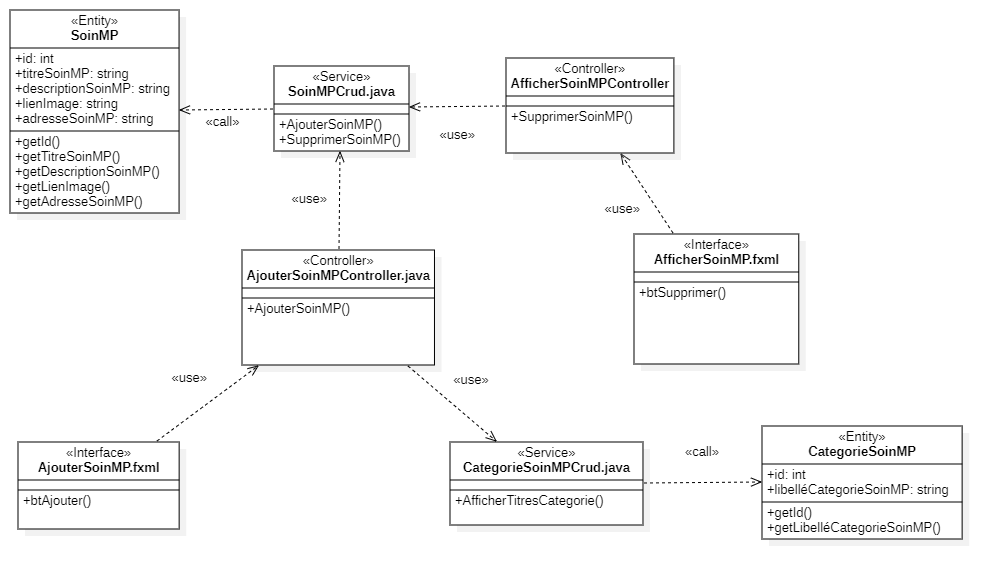 «Entity»
SoinMP
+id: int
+titreSoinMP: string
+descriptionSoinMP: string
+lienImage: string
+adresseSoinMP: string
+getId()
+getTitreSoinMP()
+getDescriptionSoinMP()
+getLienImage()
+getAdresseSoinMP()
«call»
«Service»
SoinMPCrud.java
+AjouterSoinMP()
+SupprimerSoinMP()
«use»
«Controller»
AfficherSoinMPController
+SupprimerSoinMP()
«use»
«use»
«Interface»
AfficherSoinMP.fxml
+btSupprimer()
«Controller»
AjouterSoinMPController.java
+AjouterSoinMP()
«use»
«use»
«Interface»
AjouterSoinMP.fxml
+btAjouter()
«Service»
CategorieSoinMPCrud.java
+AfficherTitresCategorie()
«call»
«Entity»
CategorieSoinMP
+id: int
+libelléCategorieSoinMP: string
+getId()
+getLibelléCategorieSoinMP()